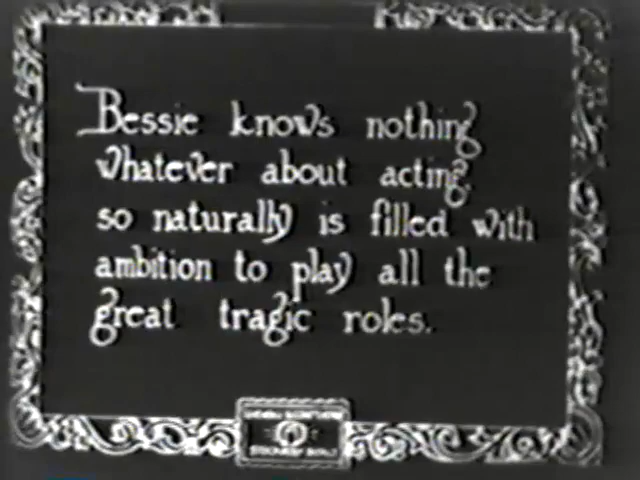 Bessie knows nothing
whatever about acting,
so naturally is filled with
ambition to play all the
great tragic roles.